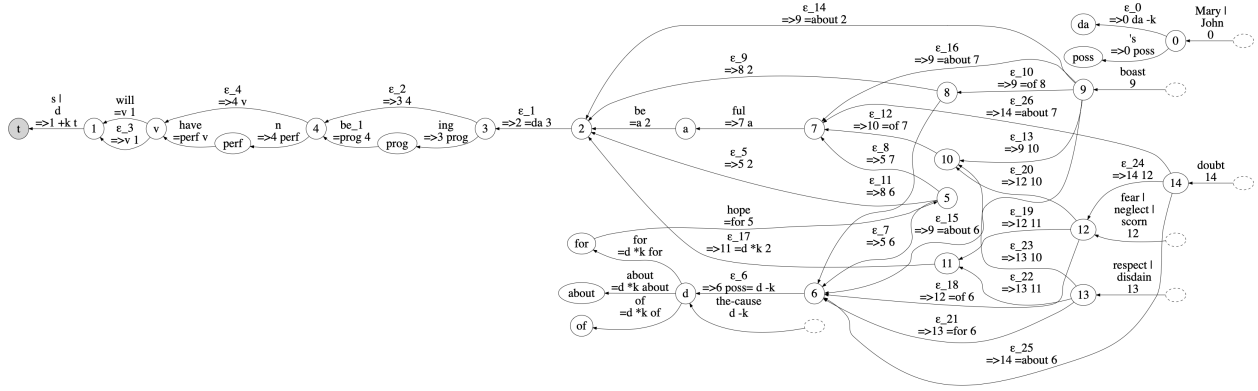 s |
d
=>1 +k t
t
will
=v 1
1
ε_3
=>v 1
v
ε_4
=>4 v
have
=perf v
perf
n
=>4 perf
4
ε_2
=>3 4
be_1
=prog 4
prog
ing
=>3 prog
3
ε_1
=>2 =da 3
2
ε_14
=>9 =about 2
ε_9
=>8 2
be
=a 2
a
ful
=>7 a
7
ε_5
=>5 2
hope
=for 5
ε_17
=>11 =d *k 2
for
for
=d *k for
about
about
=d *k about
of
of
=d *k of
d
ε_6
=>6 poss= d -k
the-cause
d -k
6
ε_16
=>9 =about 7
ε_12
=>10 =of 7
ε_8
=>5 7
ε_11
=>8 6
ε_7
=>5 6
5
8
ε_10
=>9 =of 8
9
boast
9
ε_26
=>14 =about 7
ε_13
=>9 10
10
ε_20
=>12 10
ε_15
=>9 =about 6
ε_19
=>12 11
ε_23
=>13 10
11
ε_22
=>13 11
ε_18
=>12 =of 6
ε_21
=>13 =for 6
ε_25
=>14 =about 6
ε_24
=>14 12
14
doubt
14
12
fear |
neglect |
scorn
12
13
respect |
disdain
13
da
ε_0
=>0 da -k
poss
's
=>0 poss
0
Mary |
John
0